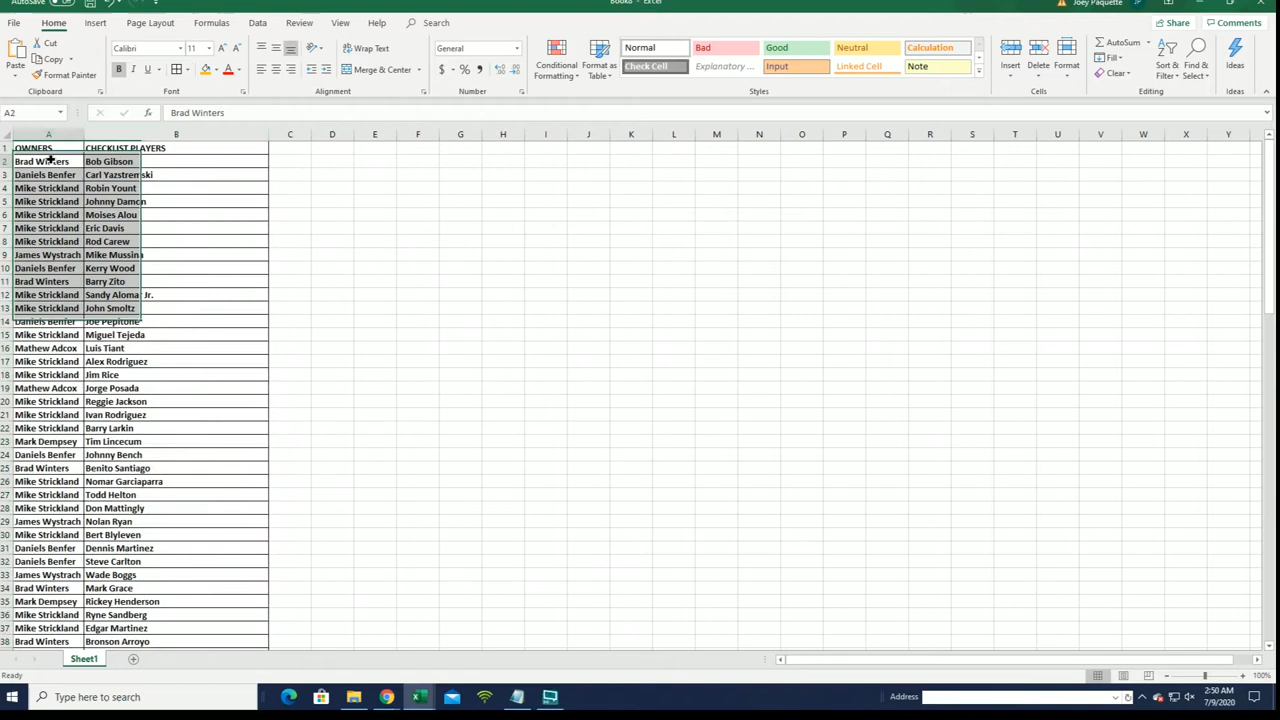 AutoSave Off Book6 - Excel Joey Paquette JP
File Home Insert Page Layout Formulas Data Review View Help Search Share Comments
Paste Cut Copy Format Painter Clipboard
Calibri 11 A A B I U Font
Wrap Text Merge & Center Alignment
General $ % , Number
Conditional Formatting Format as Table
Normal Bad Good Neutral Calculation
Check Cell Explanatory ... Input Linked Cell Note
Styles
Insert Delete Format Cells
AutoSum Fill Clear Sort & Filter Find & Select Editing
Ideas Ideas
A2 fx Brad Winters
A B C D E F G H I J K L M N O P Q R S T U V W X Y
1 OWNERS CHECKLIST PLAYERS
2 Brad Winters Bob Gibson
3 Daniels Benfer Carl Yazstremski
4 Mike Strickland Robin Yount
5 Mike Strickland Johnny Damon
6 Mike Strickland Moises Alou
7 Mike Strickland Eric Davis
8 Mike Strickland Rod Carew
9 James Wystrach Mike Mussina
10 Daniels Benfer Kerry Wood
11 Brad Winters Barry Zito
12 Mike Strickland Sandy Alomar Jr.
13 Mike Strickland John Smoltz
14 Daniels Benfer Joe Pepitone
15 Mike Strickland Miguel Tejeda
16 Mathew Adcox Luis Tiant
17 Mike Strickland Alex Rodriguez
18 Mike Strickland Jim Rice
19 Mathew Adcox Jorge Posada
20 Mike Strickland Reggie Jackson
21 Mike Strickland Ivan Rodriguez
22 Mike Strickland Barry Larkin
23 Mark Dempsey Tim Lincecum
24 Daniels Benfer Johnny Bench
25 Brad Winters Benito Santiago
26 Mike Strickland Nomar Garciaparra
27 Mike Strickland Todd Helton
28 Mike Strickland Don Mattingly
29 James Wystrach Nolan Ryan
30 Mike Strickland Bert Blyleven
31 Daniels Benfer Dennis Martinez
32 Daniels Benfer Steve Carlton
33 James Wystrach Wade Boggs
34 Brad Winters Mark Grace
35 Mark Dempsey Rickey Henderson
36 Mike Strickland Ryne Sandberg
37 Mike Strickland Edgar Martinez
38 Brad Winters Bronson Arroyo
Sheet1
Ready 100%
Type here to search Address 2:50 AM
7/9/2020